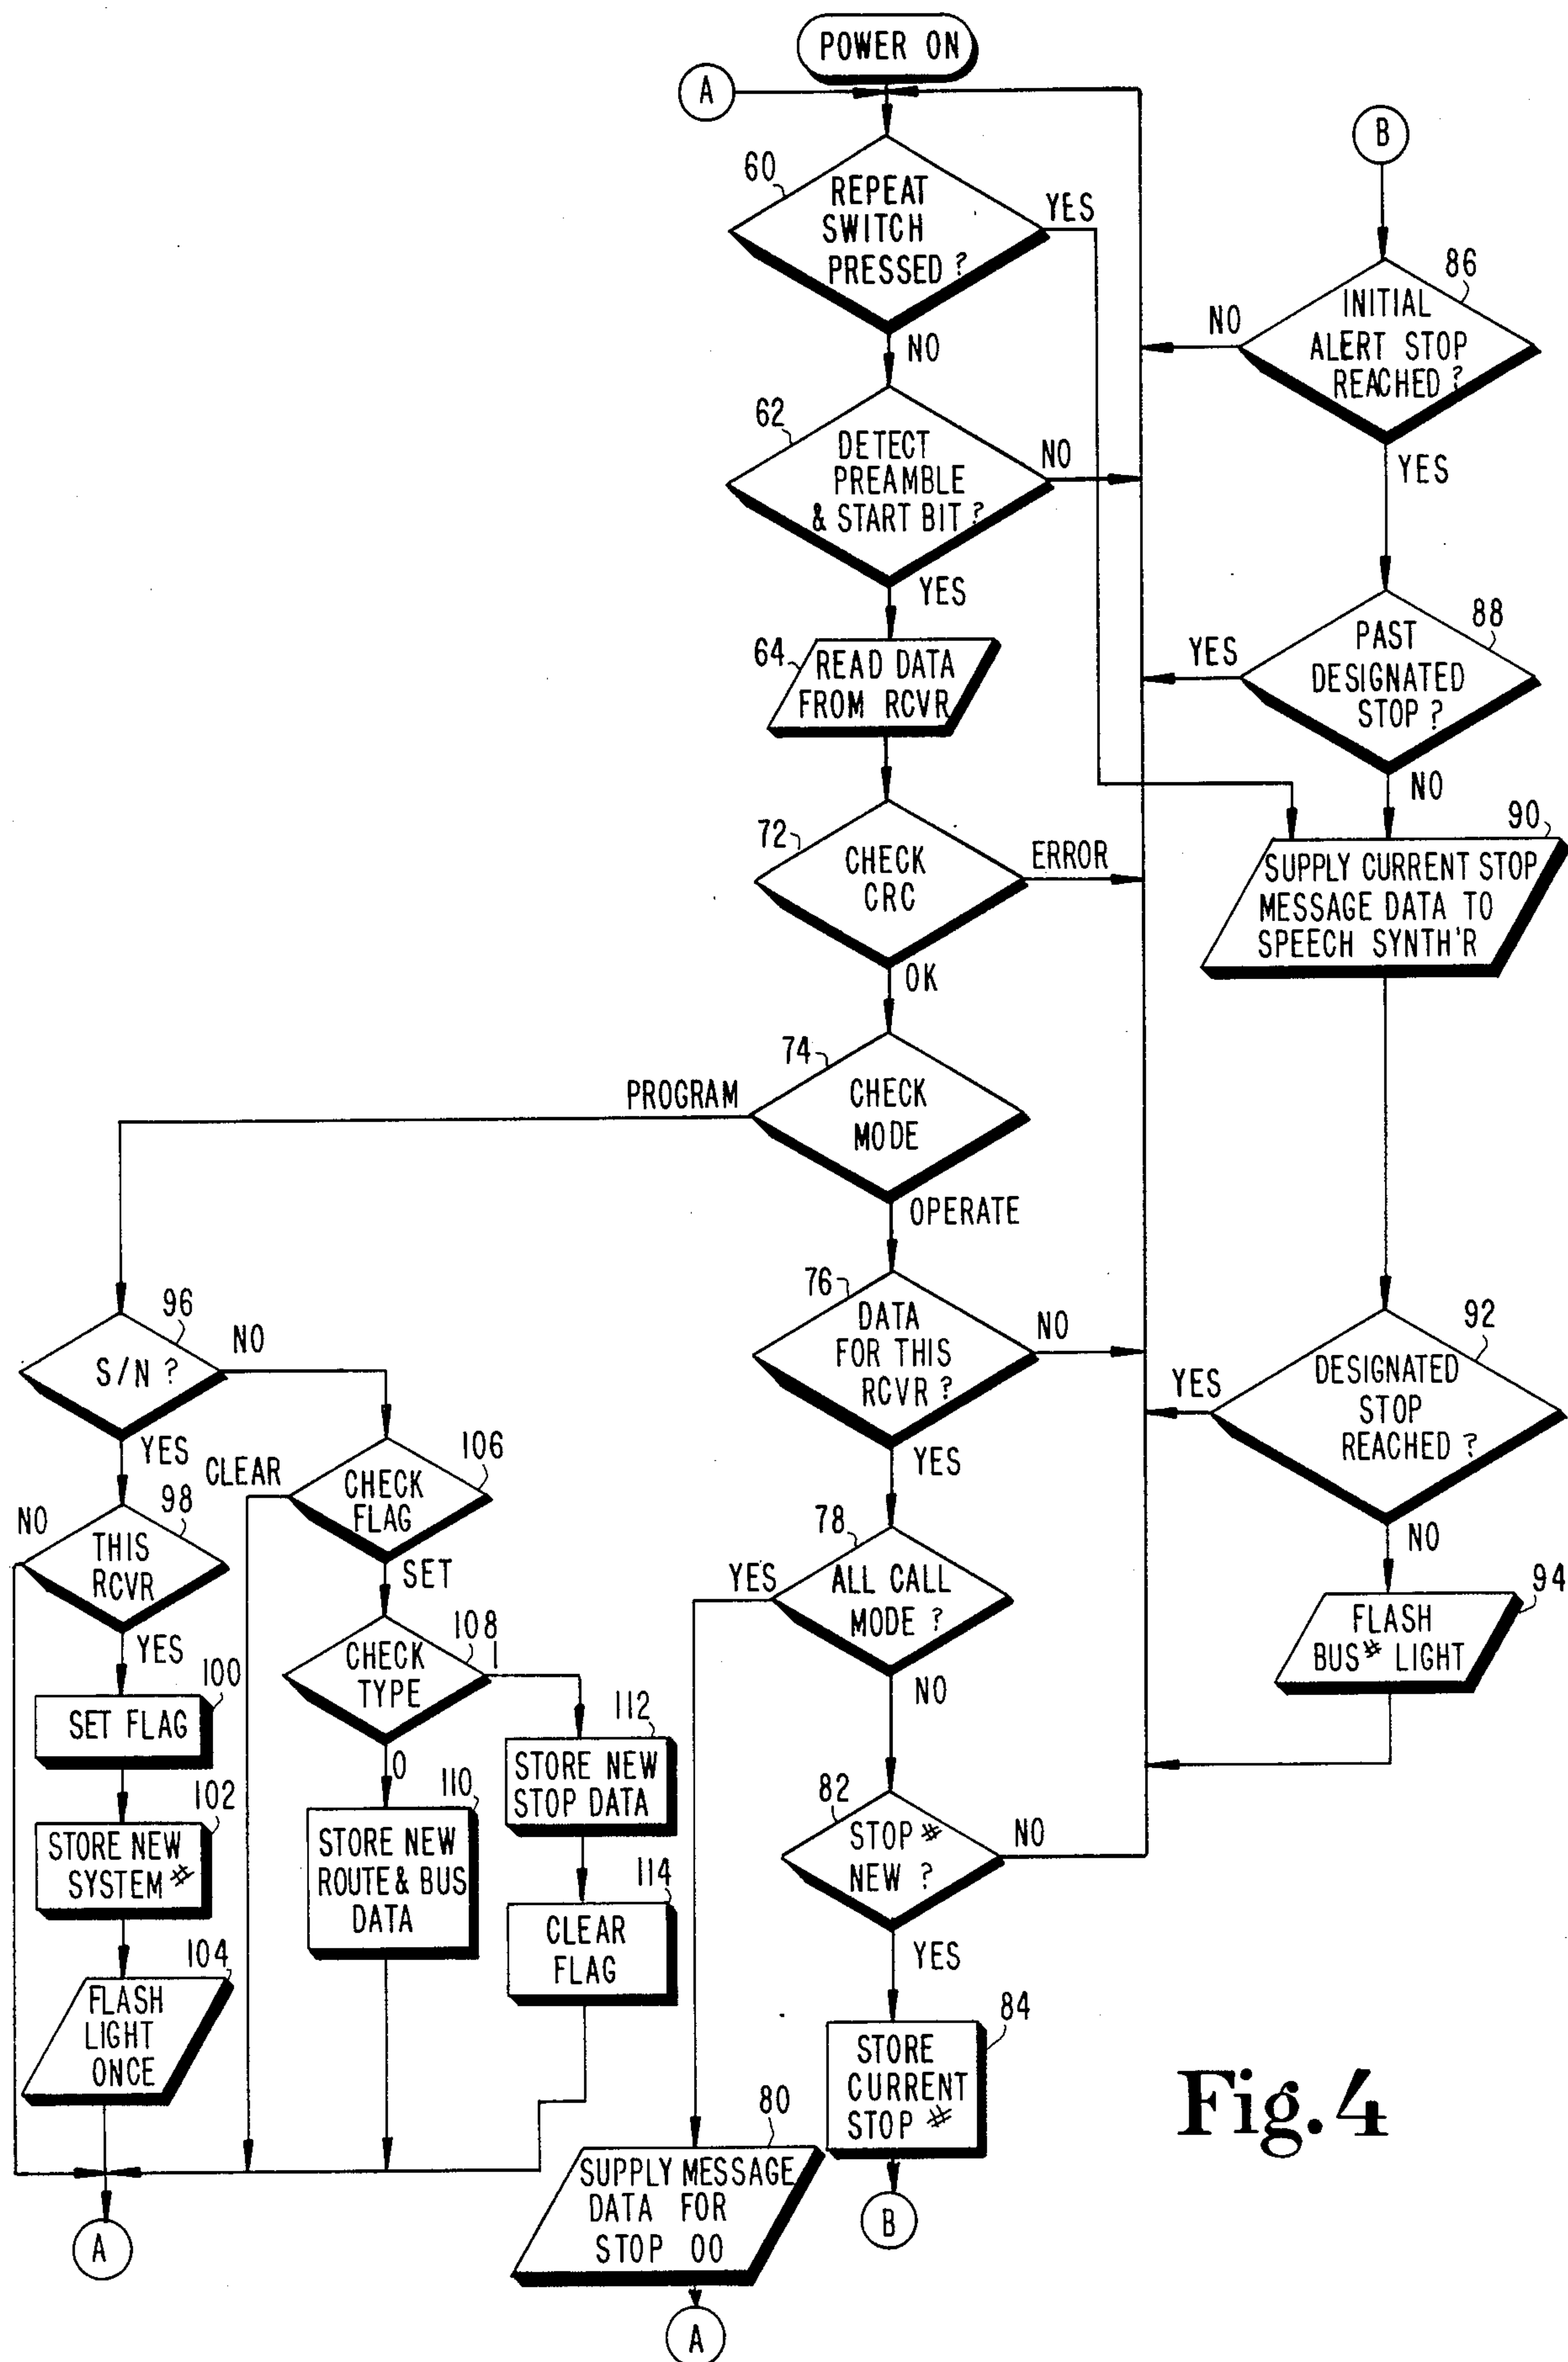 POWER ON
A
B
60
REPEAT
SWITCH
PRESSED ?
YES
NO
86
INITIAL
ALERT STOP
REACHED ?
NO
YES
62
DETECT
PREAMBLE
& START BIT ?
NO
YES
88
PAST
DESIGNATED
STOP ?
YES
NO
64
READ DATA
FROM RCVR
90
SUPPLY CURRENT STOP
MESSAGE DATA TO
SPEECH SYNTH'R
72
CHECK
CRC
ERROR
OK
74
CHECK
MODE
PROGRAM
OPERATE
76
DATA
FOR THIS
RCVR ?
NO
YES
92
DESIGNATED
STOP
REACHED ?
YES
NO
96
S/N ?
NO
YES
98
THIS
RCVR
NO
YES
106
CHECK
FLAG
CLEAR
SET
78
ALL CALL
MODE ?
YES
NO
94
FLASH
BUS # LIGHT
108
CHECK
TYPE
1
0
100
SET FLAG
112
STORE NEW
STOP DATA
102
STORE NEW
SYSTEM #
110
STORE NEW
ROUTE & BUS
DATA
82
STOP #
NEW ?
NO
YES
114
CLEAR
FLAG
104
FLASH
LIGHT
ONCE
84
STORE
CURRENT
STOP #
80
SUPPLY MESSAGE
DATA FOR
STOP 00
A
B
A
Fig. 4